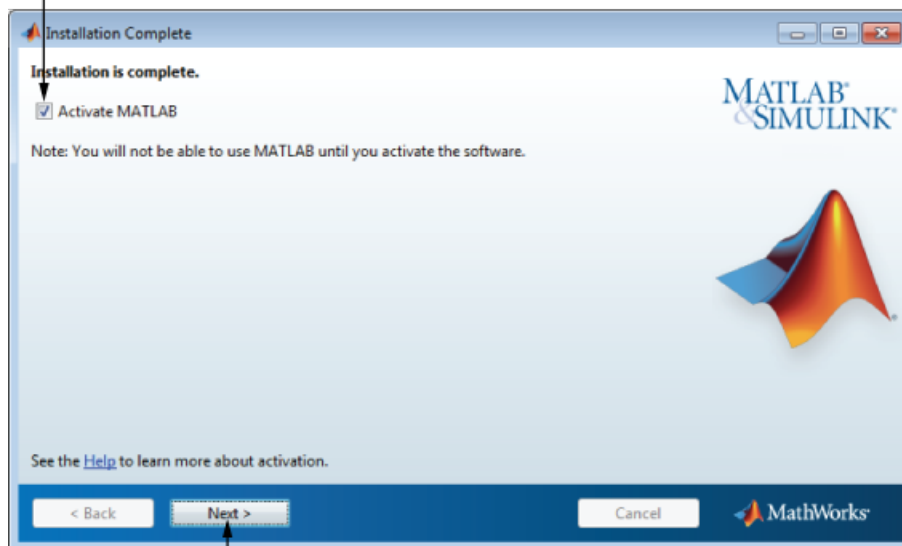 Installation Complete
Installation is complete.
Activate MATLAB
Note: You will not be able to use MATLAB until you activate the software.
MATLAB®
&SIMULINK®
See the Help to learn more about activation.
< Back
Next >
Cancel
MathWorks®